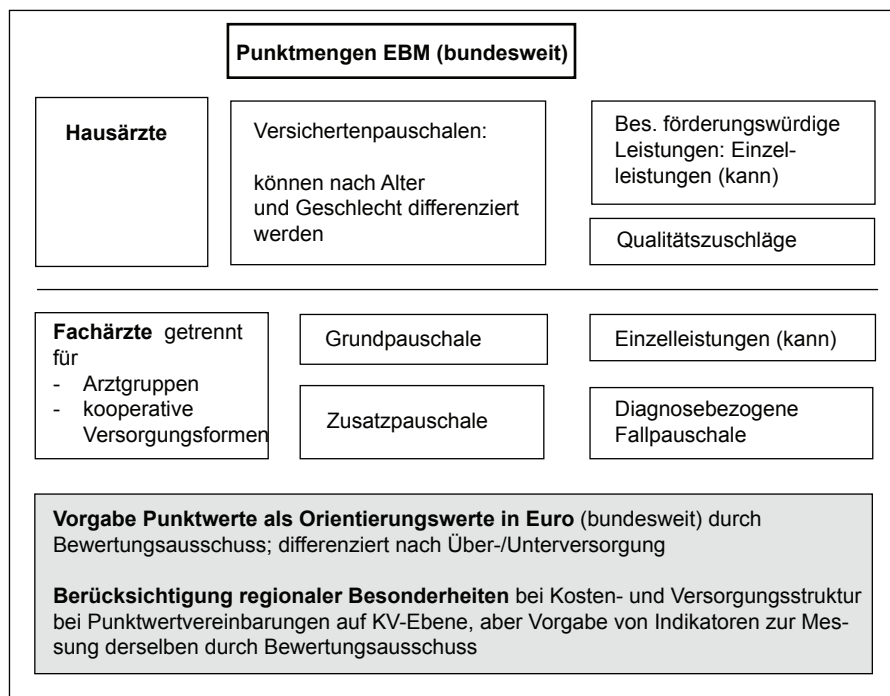 Punktmengen EBM (bundesweit)
Hausärzte
Versichertenpauschalen:
können nach Alter
und Geschlecht differenziert
werden
Bes. förderungswürdige
Leistungen: Einzel-
leistungen (kann)
Qualitätszuschläge
Fachärzte getrennt
für
- Arztgruppen
- kooperative
Versorgungsformen
Grundpauschale
Einzelleistungen (kann)
Zusatzpauschale
Diagnosebezogene
Fallpauschale
Vorgabe Punktwerte als Orientierungswerte in Euro (bundesweit) durch
Bewertungsausschuss; differenziert nach Über-/Unterversorgung
Berücksichtigung regionaler Besonderheiten bei Kosten- und Versorgungsstruktur
bei Punktwertvereinbarungen auf KV-Ebene, aber Vorgabe von Indikatoren zur Mes-
sung derselben durch Bewertungsausschuss